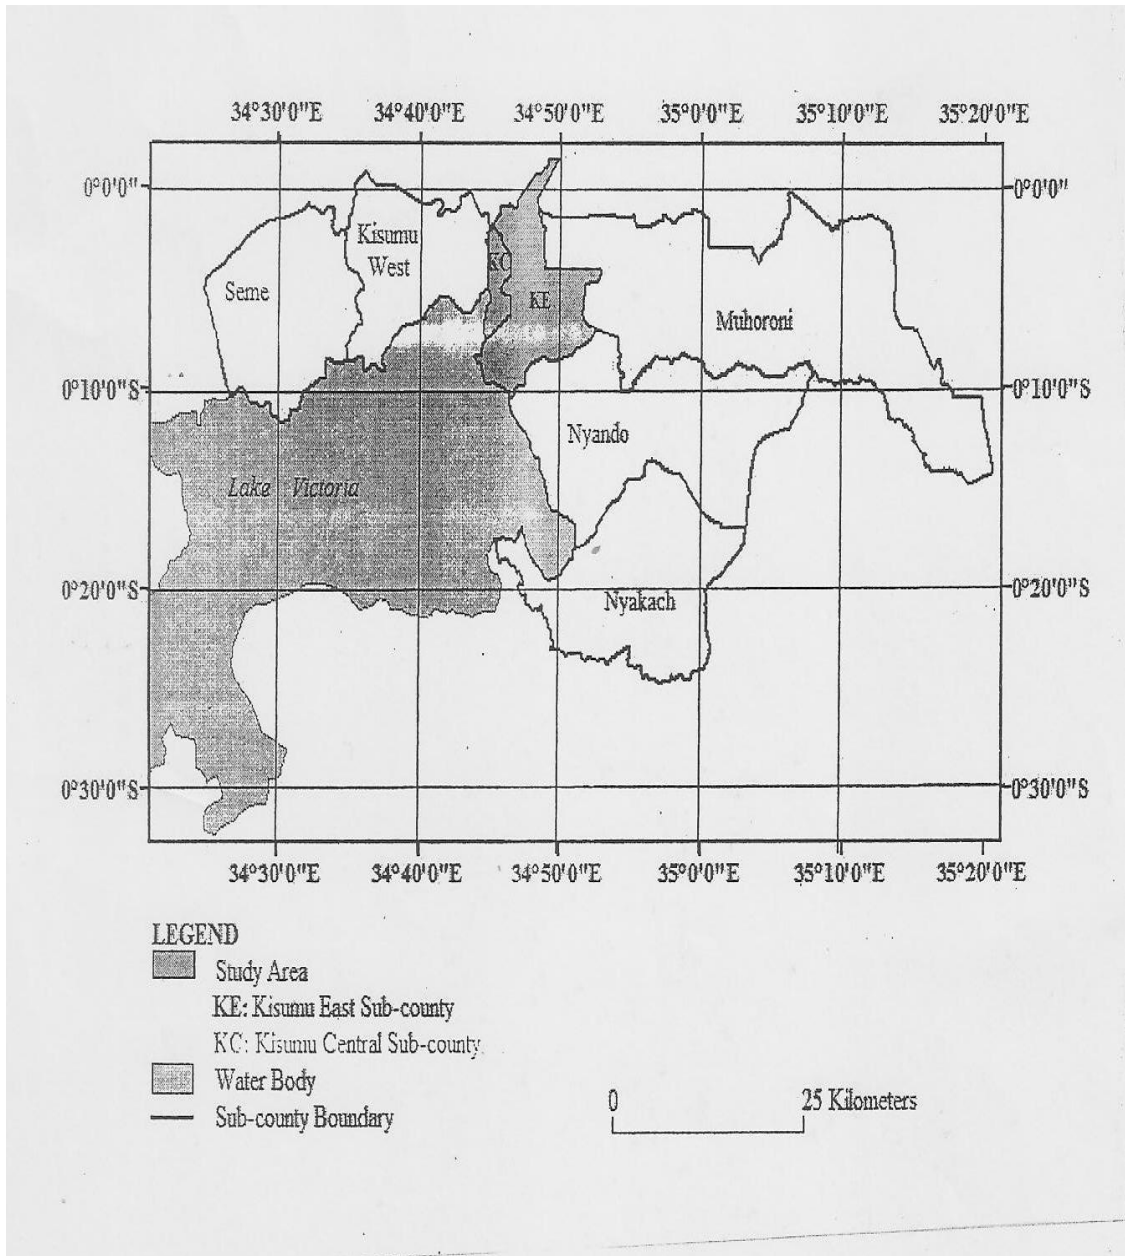 34°30'0"E 34°40'0"E 34°50'0"E 35°0'0"E 35°10'0"E 35°20'0"E
0°0'0" 0°0'0"
Kisumu
West
KC
Seme
KE
Muhoroni
0°10'0"S 0°10'0"S
Nyando
Lake Victoria
0°20'0"S 0°20'0"S
Nyakach
0°30'0"S 0°30'0"S
34°30'0"E 34°40'0"E 34°50'0"E 35°0'0"E 35°10'0"E 35°20'0"E
LEGEND
Study Area
KE: Kisumu East Sub-county
KC: Kisumu Central Sub-county
Water Body
Sub-county Boundary
0 25 Kilometers